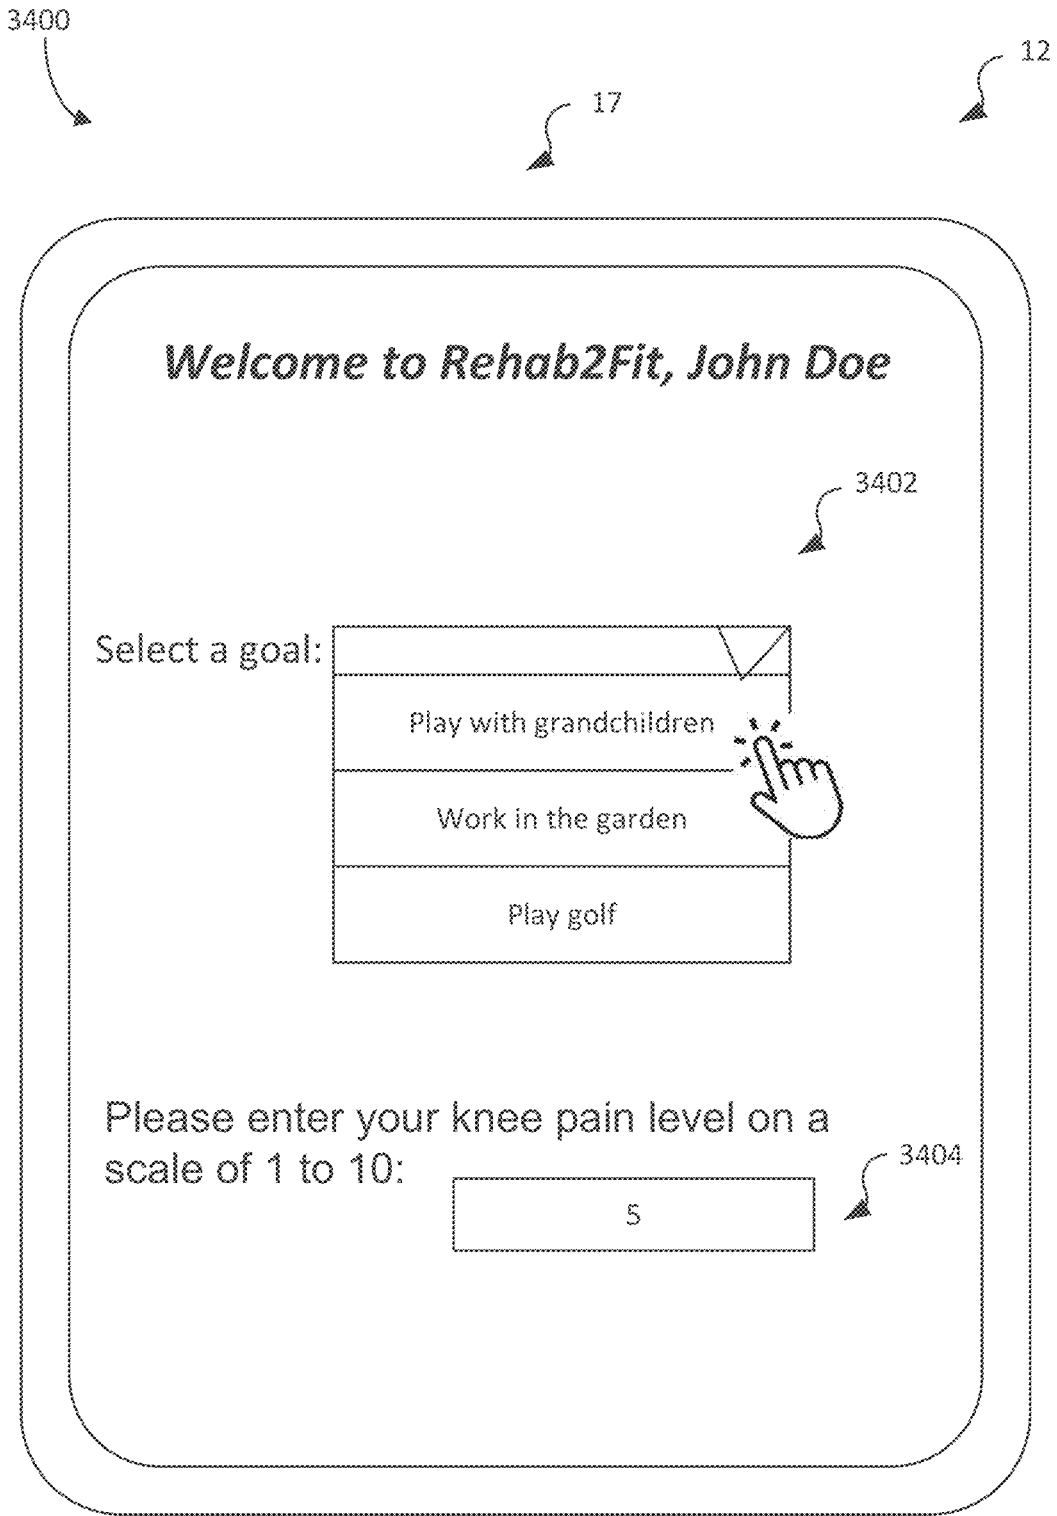 3400
12
17
Welcome to Rehab2Fit, John Doe
3402
Select a goal:
Play with grandchildren
Work in the garden
Play golf
Please enter your knee pain level on a
scale of 1 to 10:
3404
5